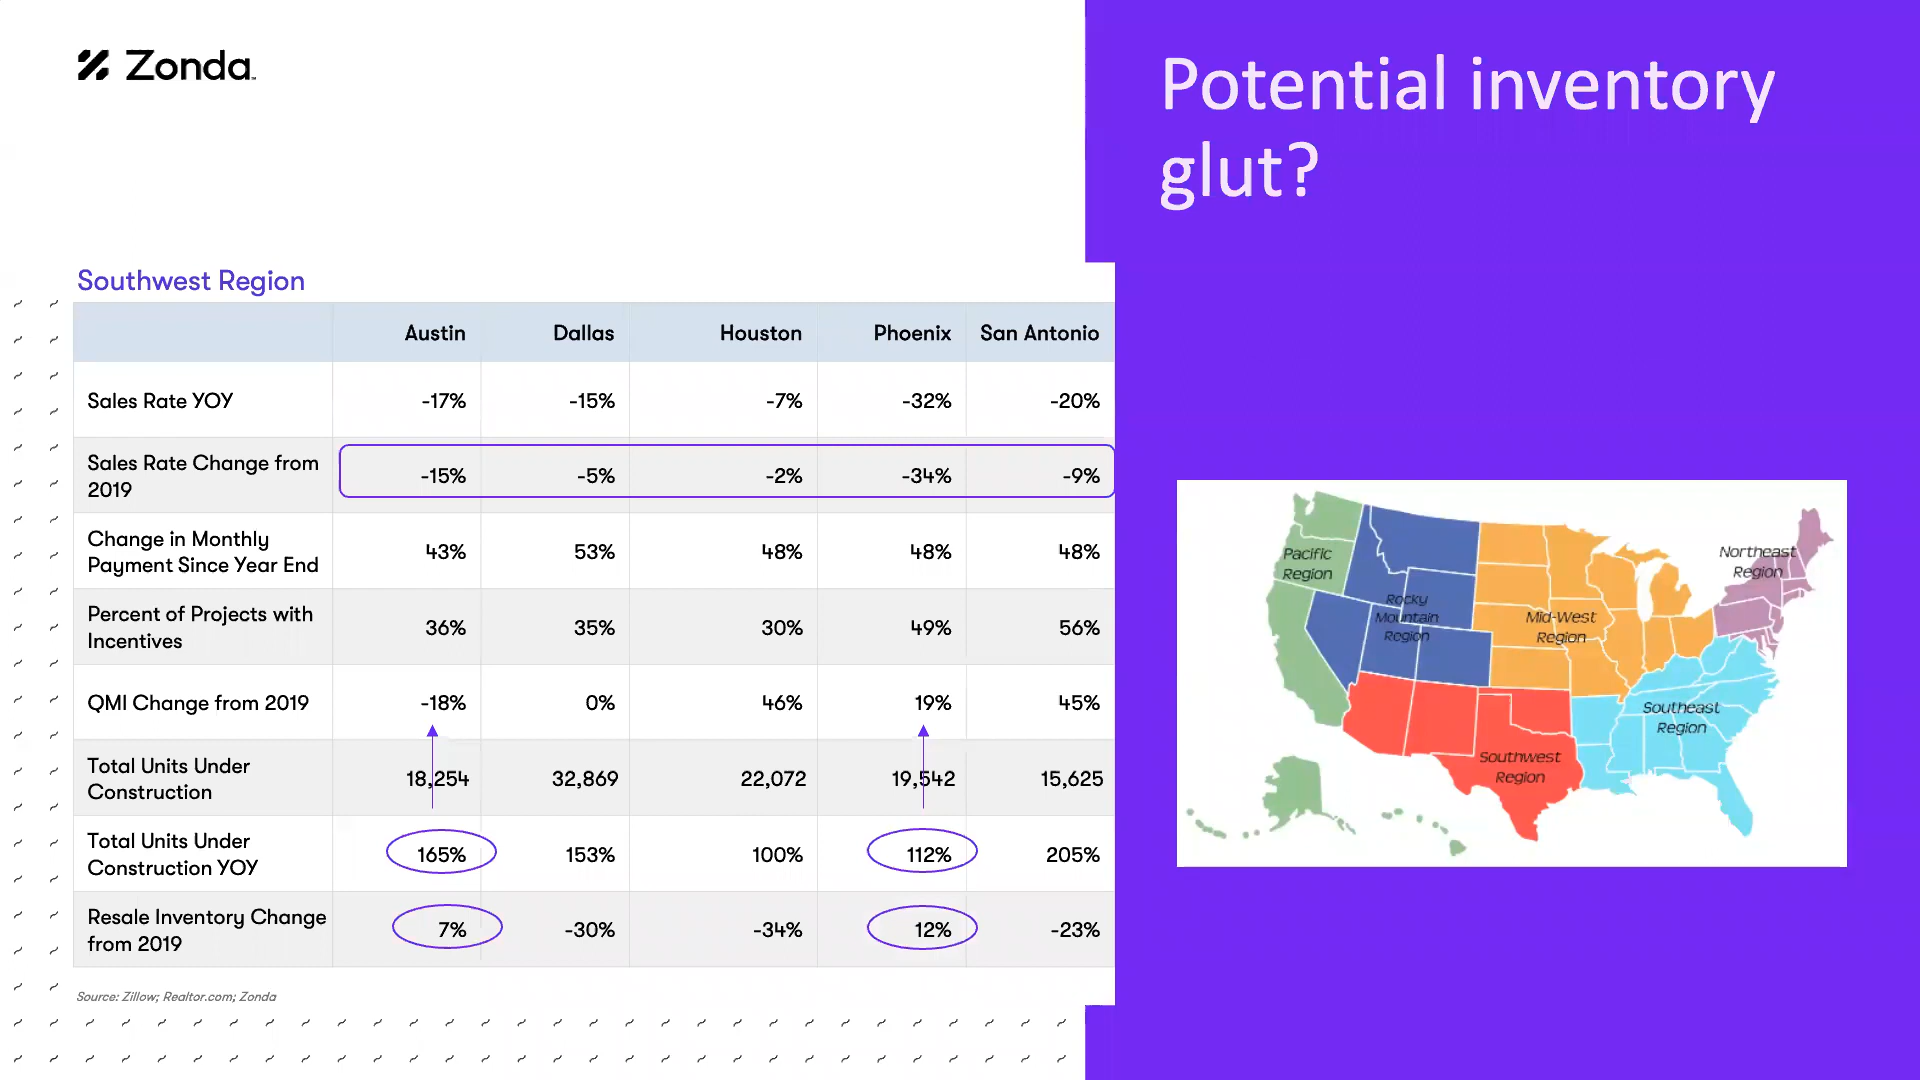 Zonda
Potential inventory
glut?
Southwest Region
Austin Dallas Houston Phoenix San Antonio
Sales Rate YOY -17% -15% -7% -32% -20%
Sales Rate Change from
2019 -15% -5% -2% -34% -9%
Change in Monthly
Payment Since Year End 43% 53% 48% 48% 48%
Percent of Projects with
Incentives 36% 35% 30% 49% 56%
QMI Change from 2019 -18% 0% 46% 19% 45%
Total Units Under
Construction 18,254 32,869 22,072 19,542 15,625
Total Units Under
Construction YOY 165% 153% 100% 112% 205%
Resale Inventory Change
from 2019 7% -30% -34% 12% -23%
Source: Zillow; Realtor.com; Zonda
Pacific
Region
Rocky
Mountain
Region
Mid-West
Region
Northeast
Region
Southeast
Region
Southwest
Region